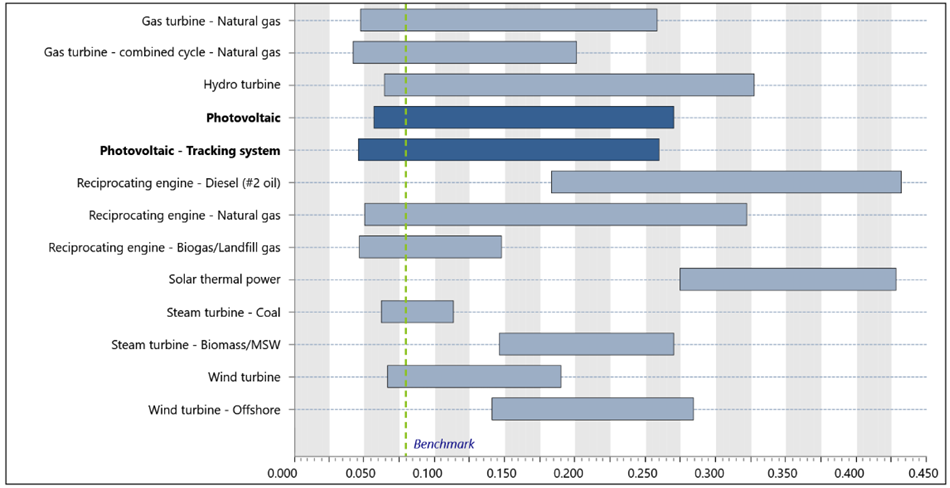 Gas turbine - Natural gas
Gas turbine - combined cycle - Natural gas
Hydro turbine
Photovoltaic
Photovoltaic - Tracking system
Reciprocating engine - Diesel (#2 oil)
Reciprocating engine - Natural gas
Reciprocating engine - Biogas/Landfill gas
Solar thermal power
Steam turbine - Coal
Steam turbine - Biomass/MSW
Wind turbine
Wind turbine - Offshore
Benchmark
0.000 0.050 0.100 0.150 0.200 0.250 0.300 0.350 0.400 0.450